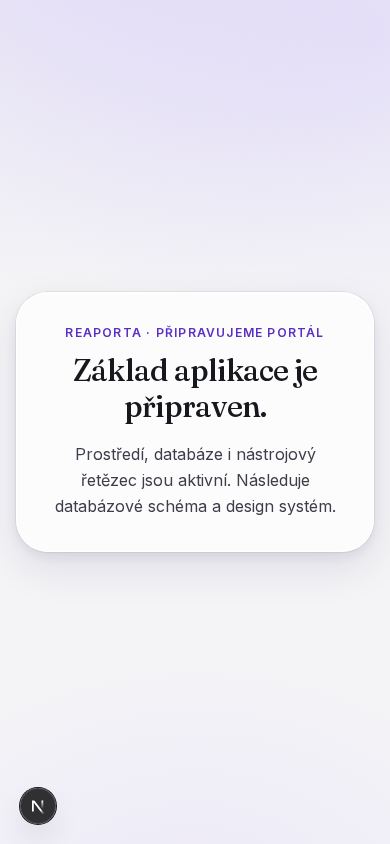 REAPORTA · PŘIPRAVUJEME PORTÁL
Základ aplikace je
připraven.
Prostředí, databáze i nástrojový
řetězec jsou aktivní. Následuje
databázové schéma a design systém.
N